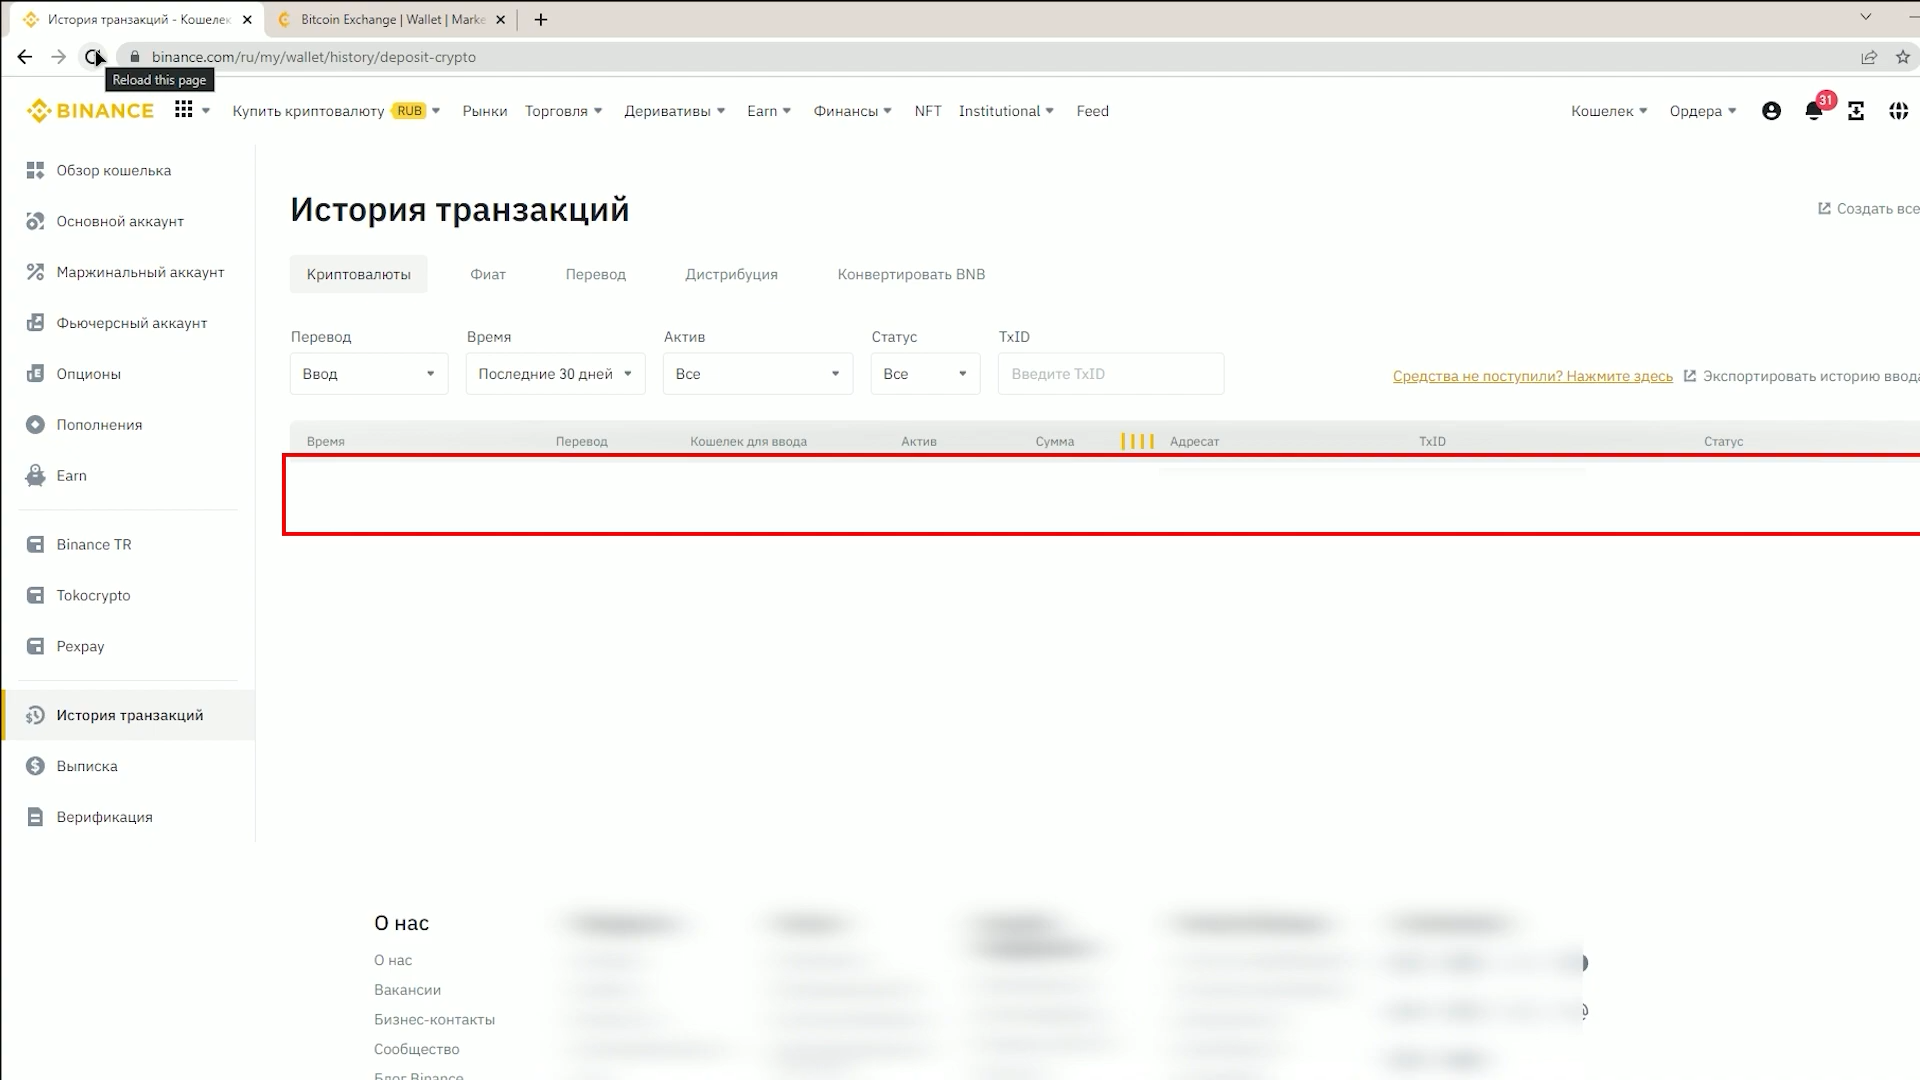 История транзакций - Кошелек
Bitcoin Exchange | Wallet | Marke
binance.com/ru/my/wallet/history/deposit-crypto
Reload this page
BINANCE
Купить криптовалюту RUB
Рынки
Торговля
Деривативы
Earn
Финансы
NFT
Institutional
Feed
Кошелек
Ордера
31
Обзор кошелька
Основной аккаунт
Маржинальный аккаунт
Фьючерсный аккаунт
Опционы
Пополнения
Earn
Binance TR
Tokocrypto
Pexpay
История транзакций
Выписка
Верификация
История транзакций
Создать все
Криптовалюты
Фиат
Перевод
Дистрибуция
Конвертировать BNB
Перевод
Время
Актив
Статус
TxID
Ввод
Последние 30 дней
Все
Все
Введите TxID
Средства не поступили? Нажмите здесь
Экспортировать историю ввода
Время
Перевод
Кошелек для ввода
Актив
Сумма
Адресат
TxID
Статус
О нас
О нас
Вакансии
Бизнес-контакты
Сообщество
Блог Binance